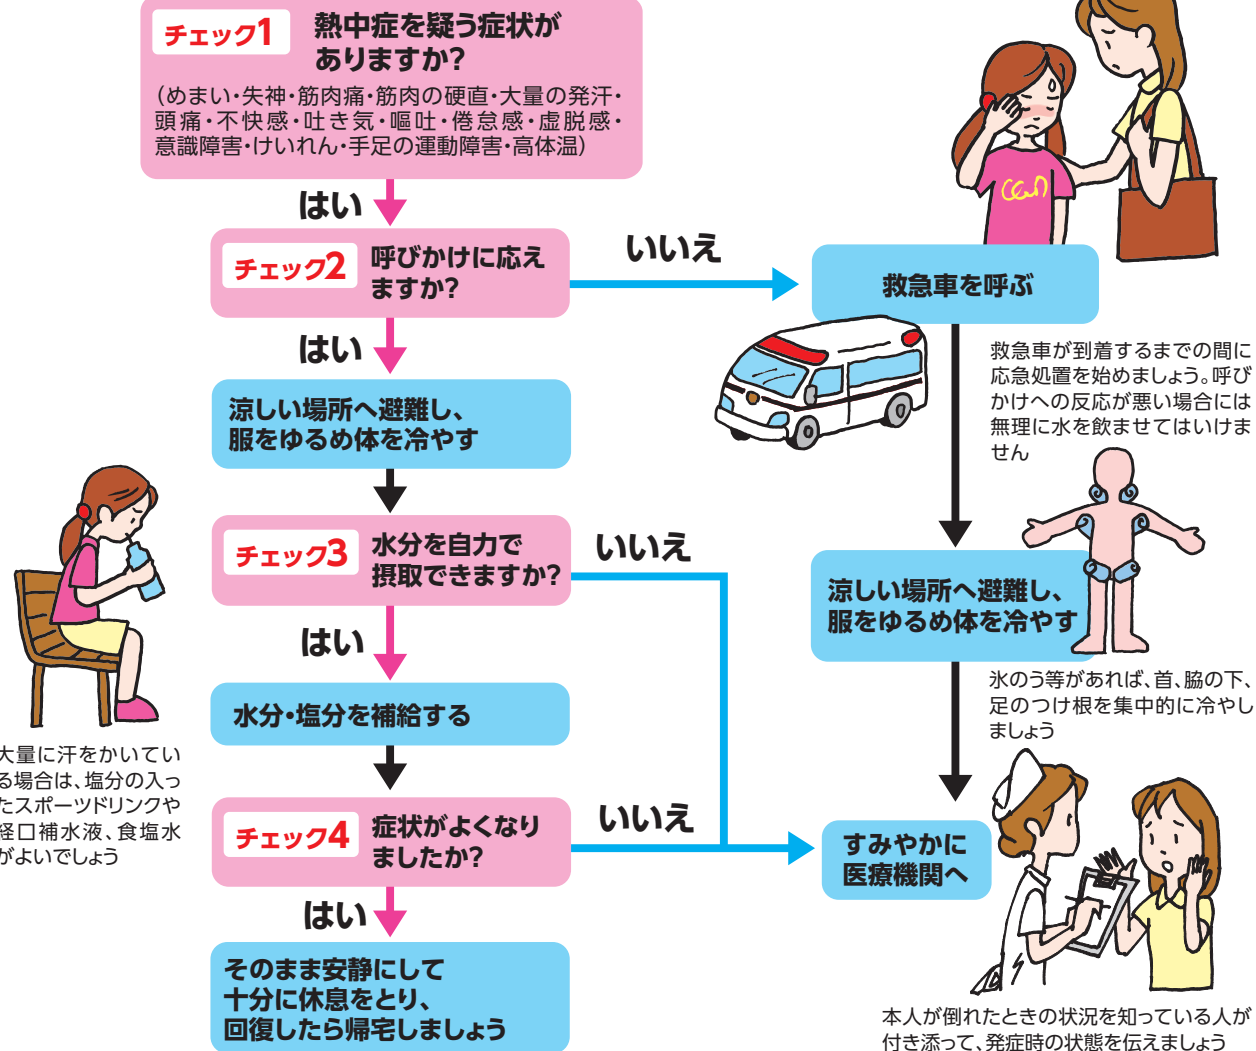 チェック1
熱中症を疑う症状が
ありますか?
(めまい・失神・筋肉痛・筋肉の硬直・大量の発汗・
頭痛・不快感・吐き気・嘔吐・倦怠感・虚脱感・
意識障害・けいれん・手足の運動障害・高体温)
はい
チェック2
呼びかけに応え
ますか?
いいえ
救急車を呼ぶ
救急車が到着するまでの間に
応急処置を始めましょう。呼び
かけへの反応が悪い場合には
無理に水を飲ませてはいけま
せん
はい
涼しい場所へ避難し、
服をゆるめ体を冷やす
チェック3
水分を自力で
摂取できますか?
いいえ
涼しい場所へ避難し、
服をゆるめ体を冷やす
氷のう等があれば、首、脇の下、
足のつけ根を集中的に冷やし
ましょう
はい
水分・塩分を補給する
大量に汗をかいてい
る場合は、塩分の入っ
たスポーツドリンクや
経口補水液、食塩水
がよいでしょう
チェック4
症状がよくなり
ましたか?
いいえ
すみやかに
医療機関へ
はい
そのまま安静にして
十分に休息をとり、
回復したら帰宅しましょう
本人が倒れたときの状況を知っている人が
付き添って、発症時の状態を伝えましょう